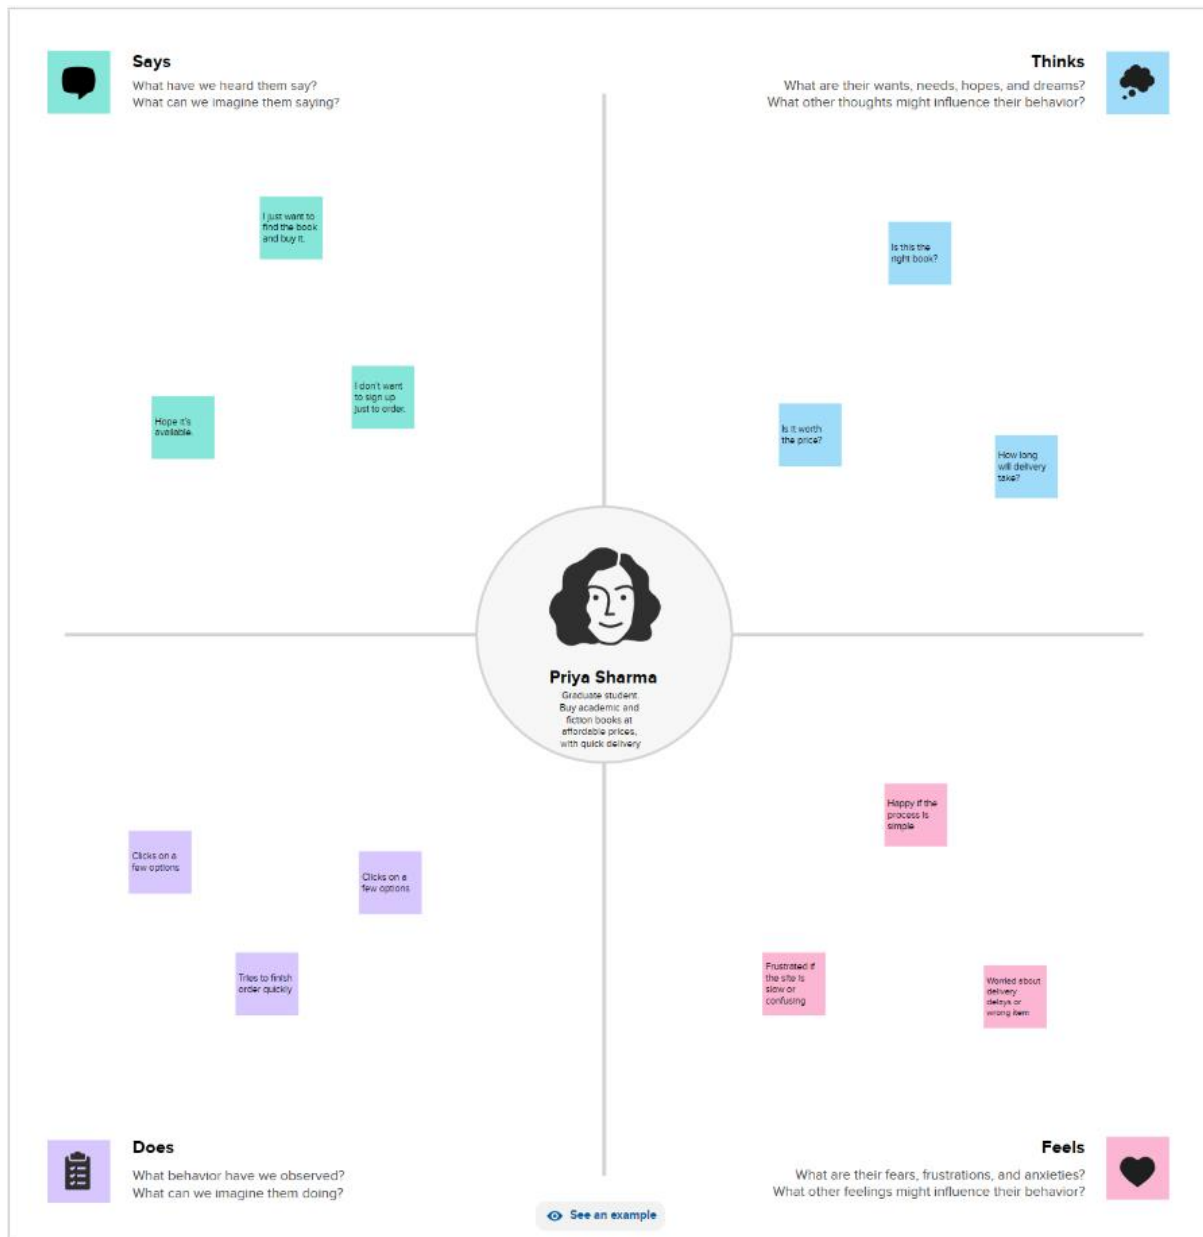 Says
What have we heard them say?
What can we imagine them saying?
Thinks
What are their wants, needs, hopes, and dreams?
What other thoughts might influence their behavior?
I just want to
find the book
and buy it.
Hope it's
available.
I don't want
to sign up
just to order.
Is this the
right book?
Is it worth
the price?
How long
will delivery
take?
Priya Sharma
Graduate student.
Buy academic and
fiction books at
affordable prices,
with quick delivery
Clicks on a
few options
Clicks on a
few options
Tries to finish
order quickly
Happy if the
process is
simple
Frustrated if
the site is
slow or
confusing
Worried about
delivery
delays or
wrong item
Does
What behavior have we observed?
What can we imagine them doing?
Feels
What are their fears, frustrations, and anxieties?
What other feelings might influence their behavior?
See an example